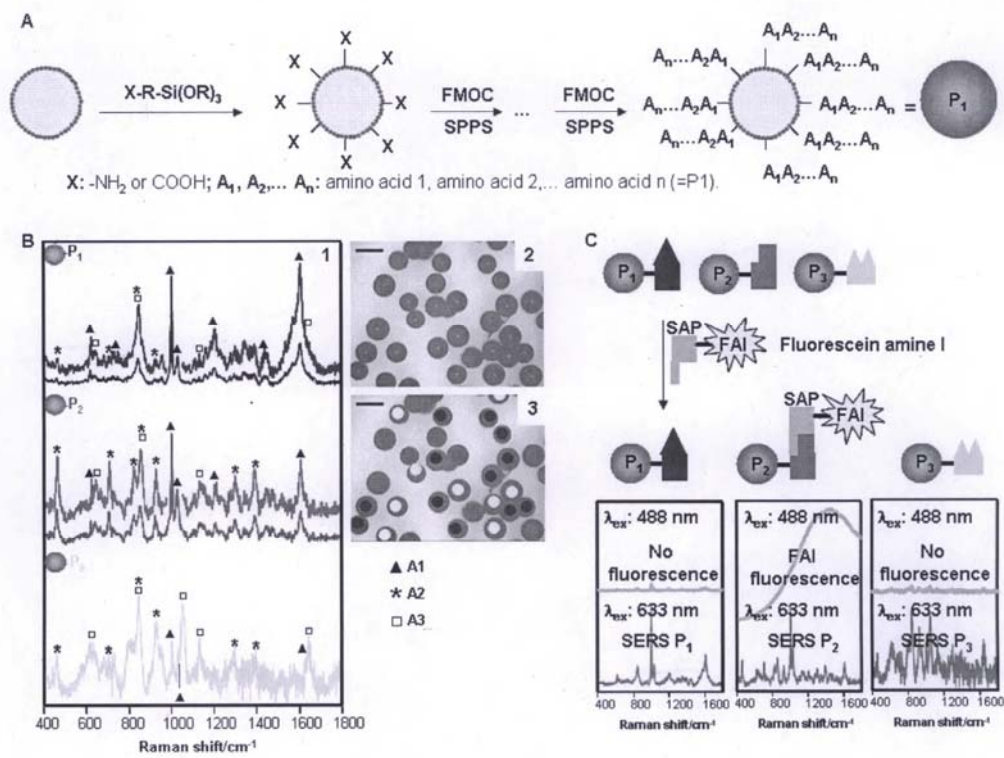 A
X-R-Si(OR)3
X
X
X
X
X
X
X
X
FMOC
SPPS
...
FMOC
SPPS
A1A2... An
An...A2A1
A1A2... An
An...A2A1
A1A2... An
An...A2A1
A1A2... An
A1A2... An
=
P1
X: -NH2 or COOH; A1, A2,... An: amino acid 1, amino acid 2,... amino acid n (=P1).
B
-P1
1
-P2
400 600 800 1000 1200 1400 1600 1800
Raman shift/cm-1
2
3
▲ A1
* A2
□ A3
C
P1
P2
P3
SAP
FAI
Fluorescein amine I
SAP
FAI
P1
P2
P3
λex: 488 nm
No
fluorescence
λex: 633 nm
SERS P1
λex: 488 nm
FAI
fluorescence
λex: 633 nm
SERS P2
λex: 488 nm
No
fluorescence
λex: 633 nm
SERS P3
400 800 1200 1600
Raman shift/cm-1
400 800 1200 1600
Raman shift/cm-1
400 800 1200 1600
Raman shift/cm-1